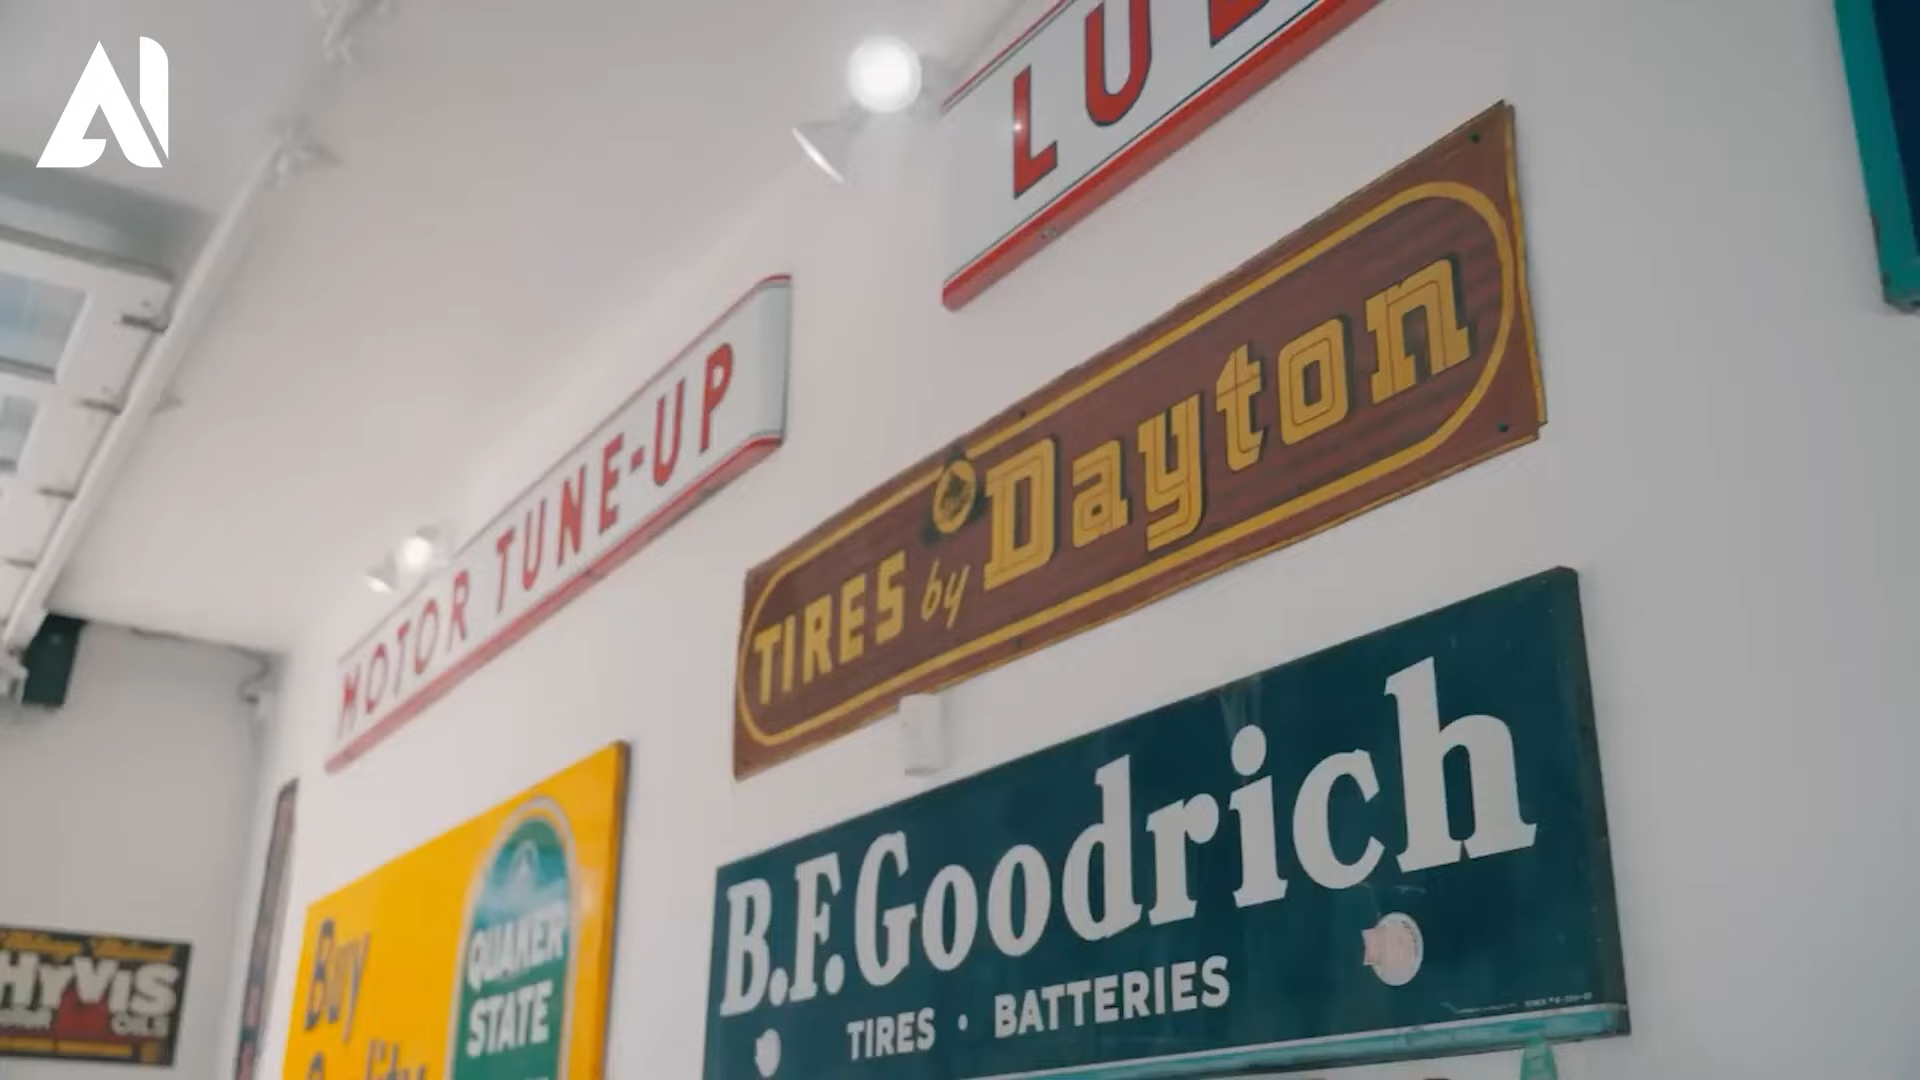 LU
MOTOR TUNE-UP
TIRES by Dayton
B.F.Goodrich
TIRES • BATTERIES
Buy
QUAKER
STATE
HYVIS
OILS